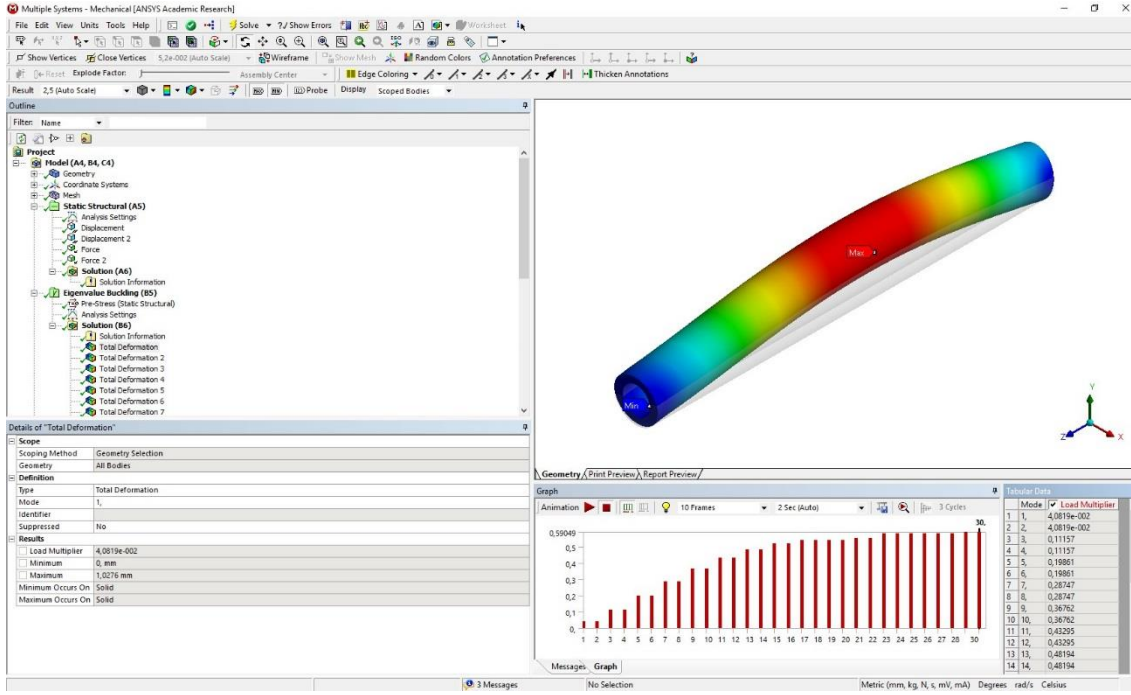 Multiple Systems - Mechanical [ANSYS Academic Research]
File Edit View Units Tools Help Solve ?/ Show Errors Worksheet
Show Vertices Close Vertices 5,2e-002 (Auto Scale) Wireframe Show Mesh Random Colors Annotation Preferences
Reset Explode Factor: Assembly Center Edge Coloring Thicken Annotations
Result 2,5 (Auto Scale) Probe Display Scoped Bodies
Outline
Filter: Name
Project
Model (A4, B4, C4)
Geometry
Coordinate Systems
Mesh
Static Structural (A5)
Analysis Settings
Displacement
Displacement 2
Force
Force 2
Solution (A6)
Solution Information
Eigenvalue Buckling (B5)
Pre-Stress (Static Structural)
Analysis Settings
Solution (B6)
Solution Information
Total Deformation
Total Deformation 2
Total Deformation 3
Total Deformation 4
Total Deformation 5
Total Deformation 6
Total Deformation 7
Details of "Total Deformation"
Scope
Scoping Method Geometry Selection
Geometry All Bodies
Definition
Type Total Deformation
Mode 1,
Identifier
Suppressed No
Results
Load Multiplier 4,0819e-002
Minimum 0, mm
Maximum 1,0276 mm
Minimum Occurs On Solid
Maximum Occurs On Solid
Max
Min
Y
Z X
Geometry Print Preview Report Preview
Graph
Animation 10 Frames 2 Sec (Auto) 3 Cycles
30,
0,59049
0,5
0,4
0,3
0,2
0,1
0,
1 2 3 4 5 6 7 8 9 10 11 12 13 14 15 16 17 18 19 20 21 22 23 24 25 26 27 28 30
Messages Graph
Tabular Data
Mode Load Multiplier
1 1, 4,0819e-002
2 2, 4,0819e-002
3 3, 0,11157
4 4, 0,11157
5 5, 0,19861
6 6, 0,19861
7 7, 0,28747
8 8, 0,28747
9 9, 0,36762
10 10, 0,36762
11 11, 0,43295
12 12, 0,43295
13 13, 0,48194
14 14, 0,48194
3 Messages No Selection Metric (mm, kg, N, s, mV, mA) Degrees rad/s Celsius